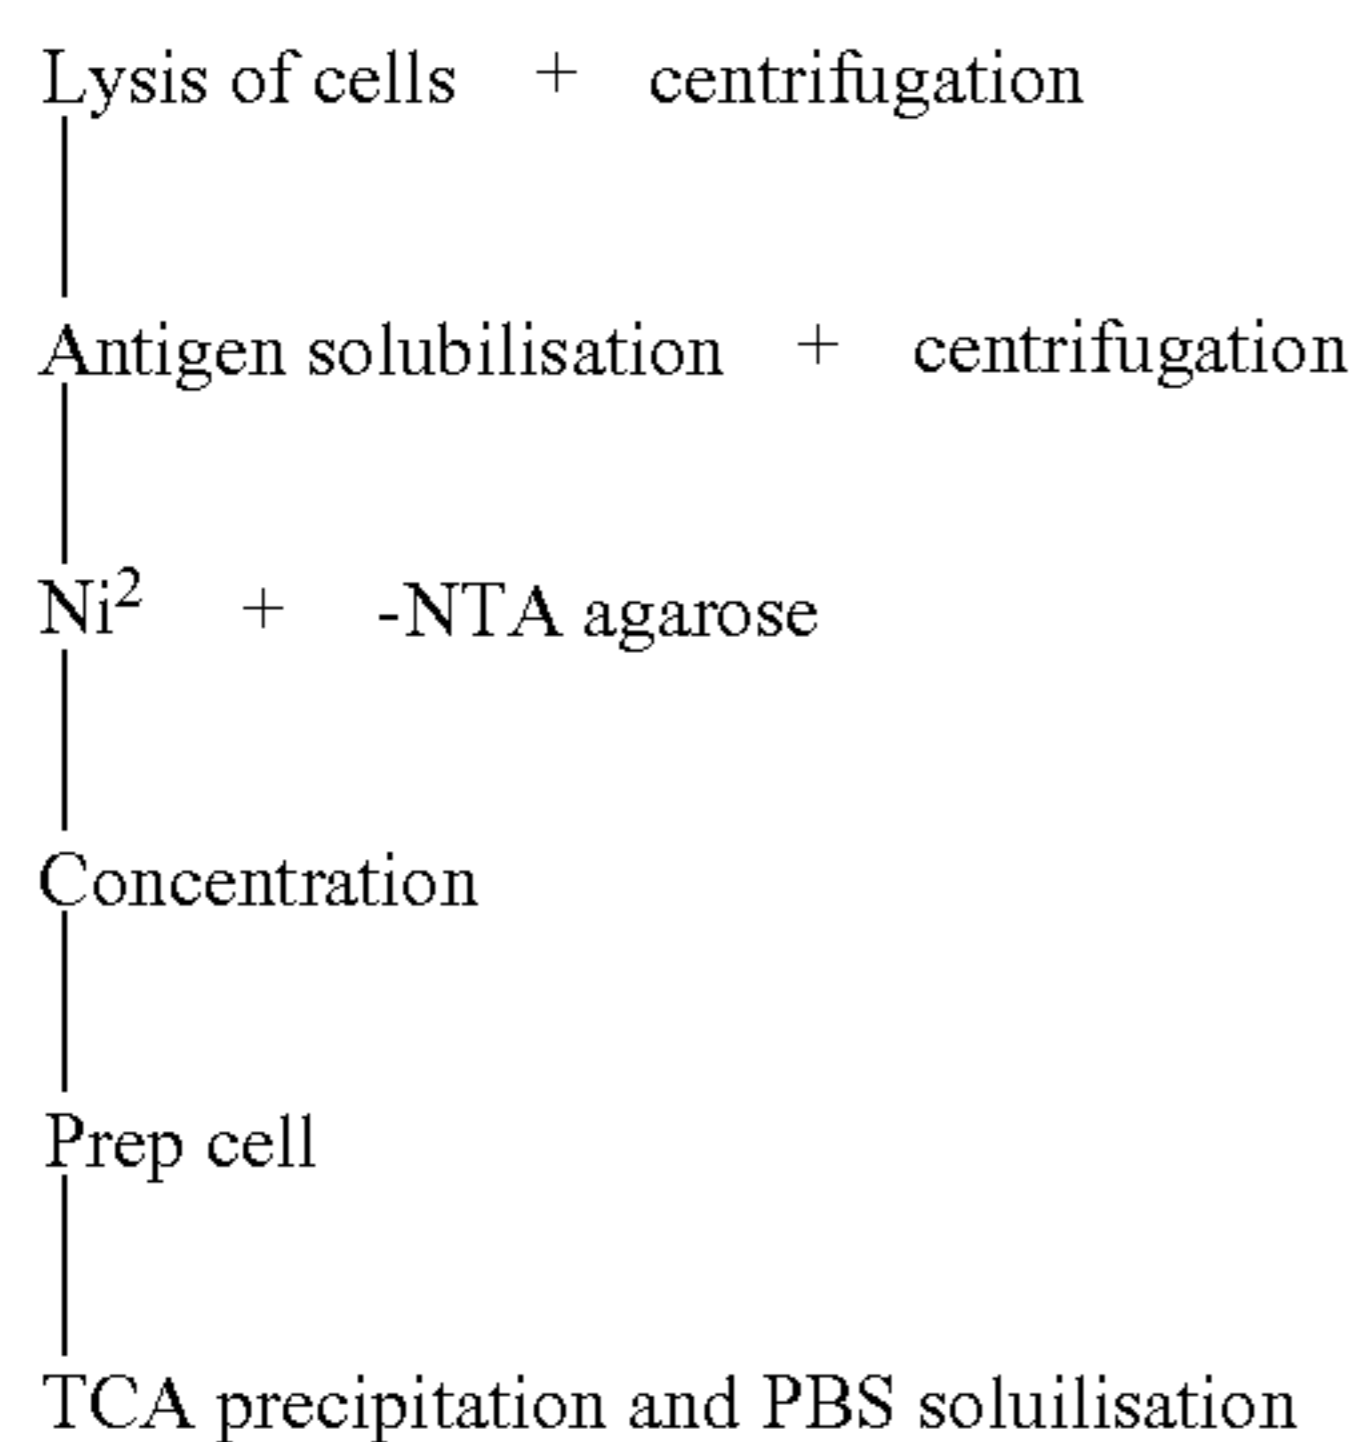 Lysis of cells + centrifugation
Antigen solubilisation + centrifugation
Ni² + -NTA agarose
Concentration
Prep cell
TCA precipitation and PBS soluilisation